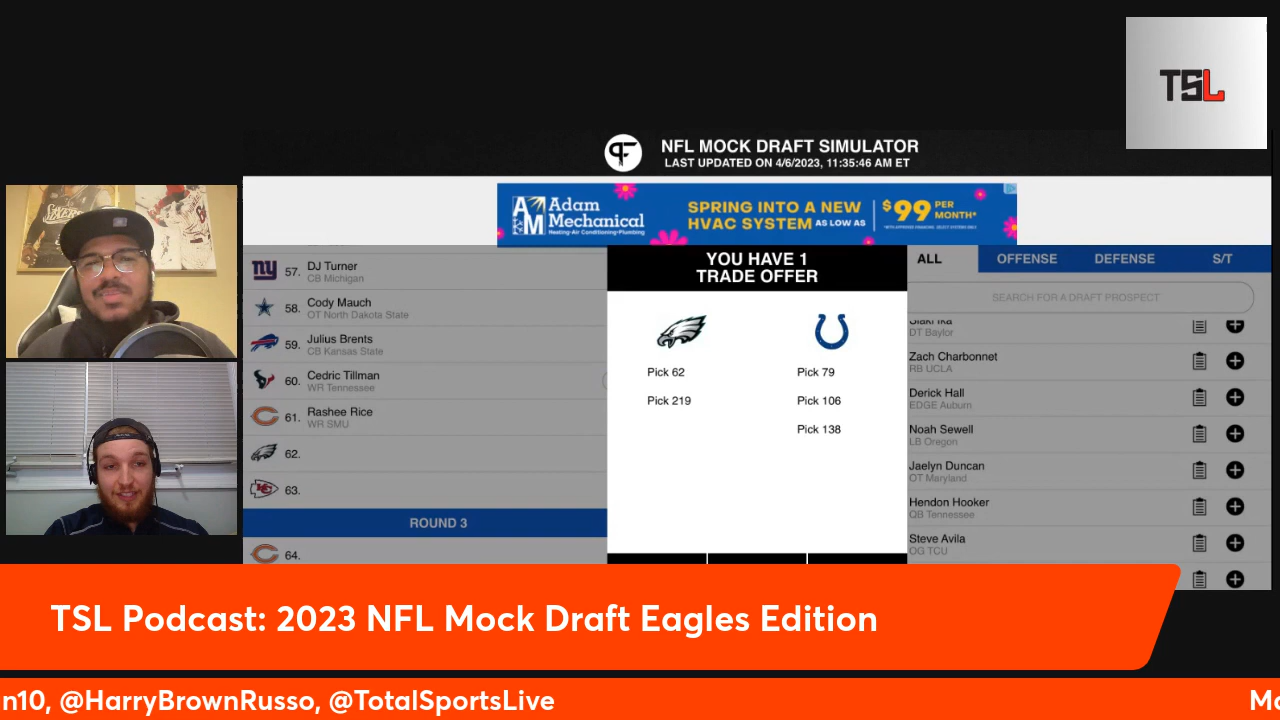 TSL
NFL MOCK DRAFT SIMULATOR
LAST UPDATED ON 4/6/2023, 11:35:46 AM ET
Adam
Mechanical
Heating-Air Conditioning-Plumbing
SPRING INTO A NEW
HVAC SYSTEM AS LOW AS
$99 PER
MONTH*
YOU HAVE 1
TRADE OFFER
Pick 62
Pick 219
Pick 79
Pick 106
Pick 138
57. DJ Turner
CB Michigan
58. Cody Mauch
OT North Dakota State
59. Julius Brents
CB Kansas State
60. Cedric Tillman
WR Tennessee
61. Rashee Rice
WR SMU
62.
63.
ROUND 3
64.
ALL OFFENSE DEFENSE S/T
SEARCH FOR A DRAFT PROSPECT
DT Baylor
Zach Charbonnet
RB UCLA
Derick Hall
EDGE Auburn
Noah Sewell
LB Oregon
Jaelyn Duncan
OT Maryland
Hendon Hooker
QB Tennessee
Steve Avila
OG TCU
TSL Podcast: 2023 NFL Mock Draft Eagles Edition
n10, @HarryBrownRusso, @TotalSportsLive